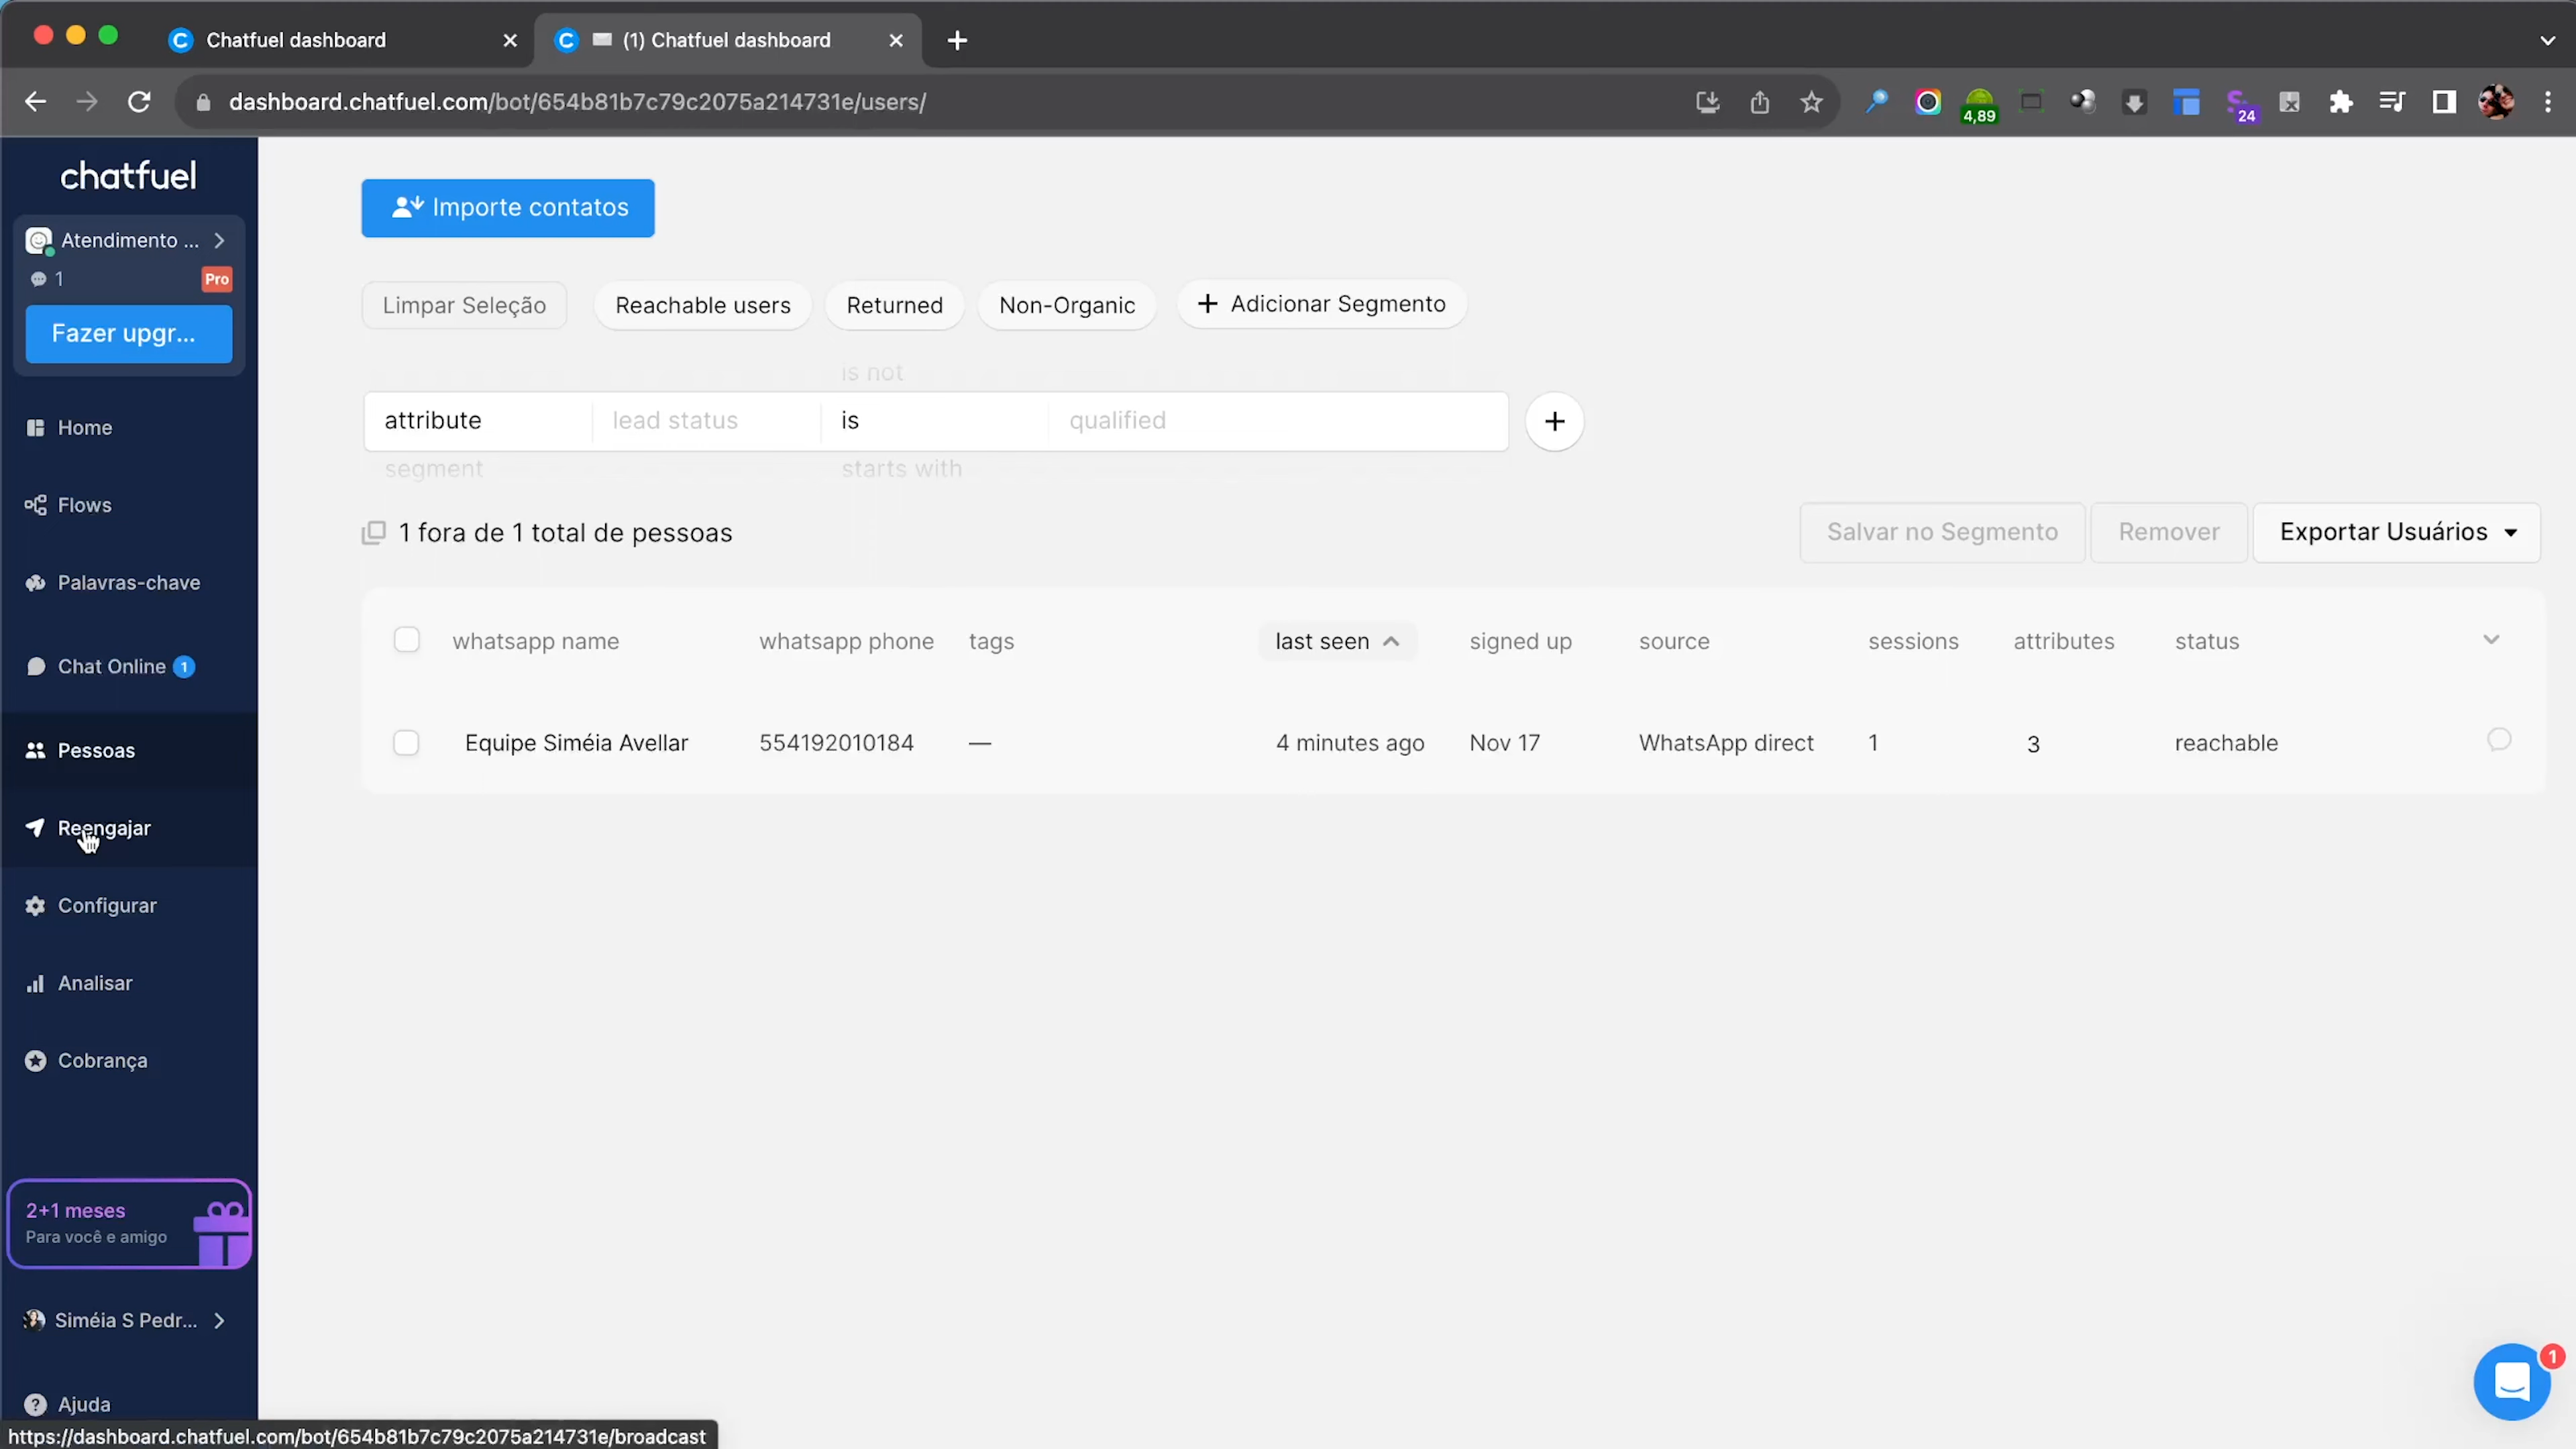 Chatfuel dashboard
(1) Chatfuel dashboard
dashboard.chatfuel.com/bot/654b81b7c79c2075a214731e/users/
4,89
24
chatfuel
Atendimento ...
1
Pro
Fazer upgr...
Home
Flows
Palavras-chave
Chat Online 1
Pessoas
Reengajar
Configurar
Analisar
Cobrança
2+1 meses
Para você e amigo
Siméia S Pedr...
Ajuda
Importe contatos
Limpar Seleção Reachable users Returned Non-Organic + Adicionar Segmento
is not
attribute lead status is qualified +
segment starts with
1 fora de 1 total de pessoas Salvar no Segmento Remover Exportar Usuários
whatsapp name whatsapp phone tags last seen signed up source sessions attributes status
Equipe Siméia Avellar 554192010184 — 4 minutes ago Nov 17 WhatsApp direct 1 3 reachable
1
https://dashboard.chatfuel.com/bot/654b81b7c79c2075a214731e/broadcast